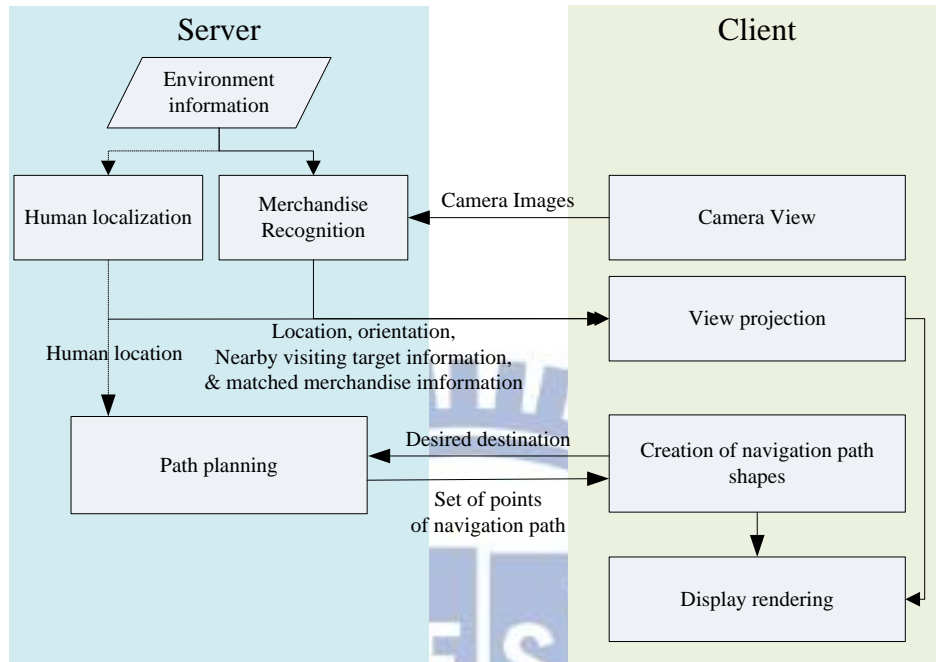 Server
Client
Environment
information
Human localization
Merchandise
Recognition
Camera Images
Camera View
View projection
Location, orientation,
Nearby visiting target information,
& matched merchandise imformation
Human location
Path planning
Desired destination
Creation of navigation path
shapes
Set of points
of navigation path
Display rendering
E S